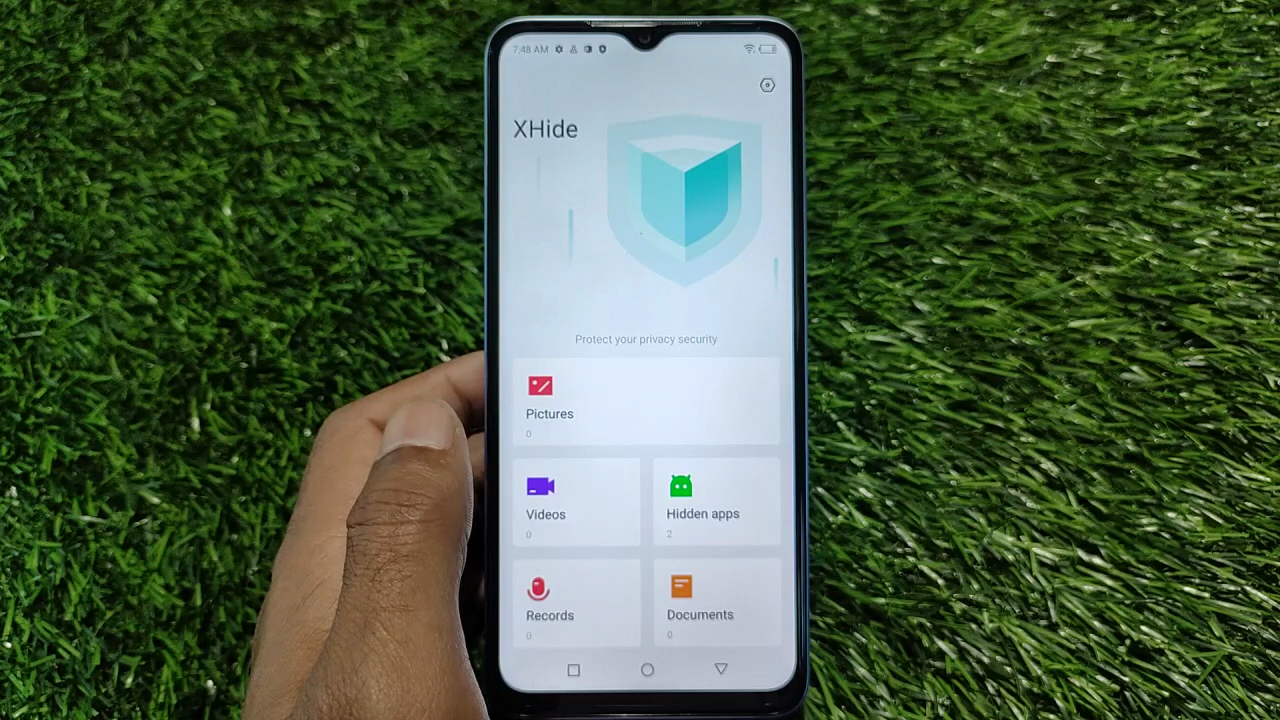 7:48 AM
XHide
Protect your privacy security
Pictures
0
Videos
0
Hidden apps
2
Records
0
Documents
0